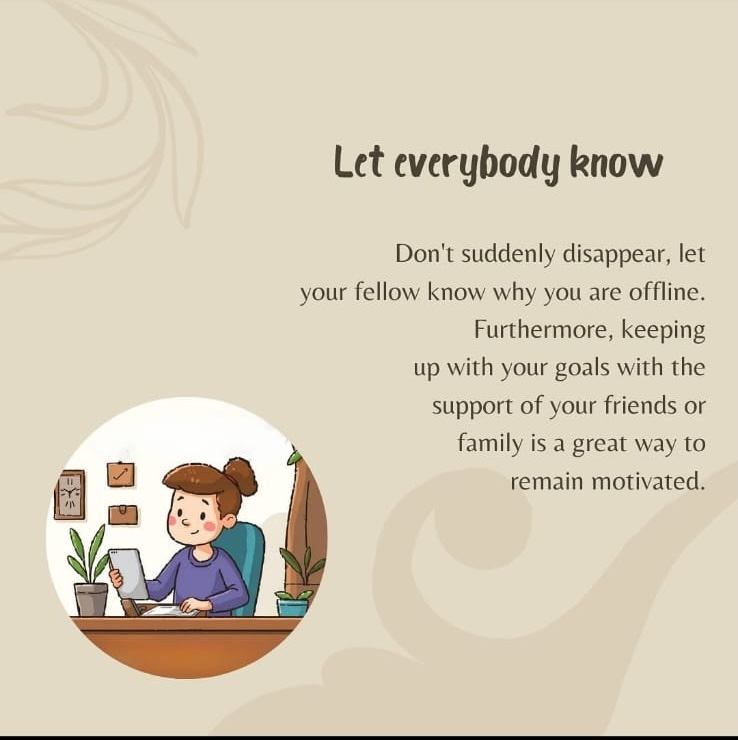 Let everybody know
Don't suddenly disappear, let
your fellow know why you are offline.
Furthermore, keeping
up with your goals with the
support of your friends or
family is a great way to
remain motivated.